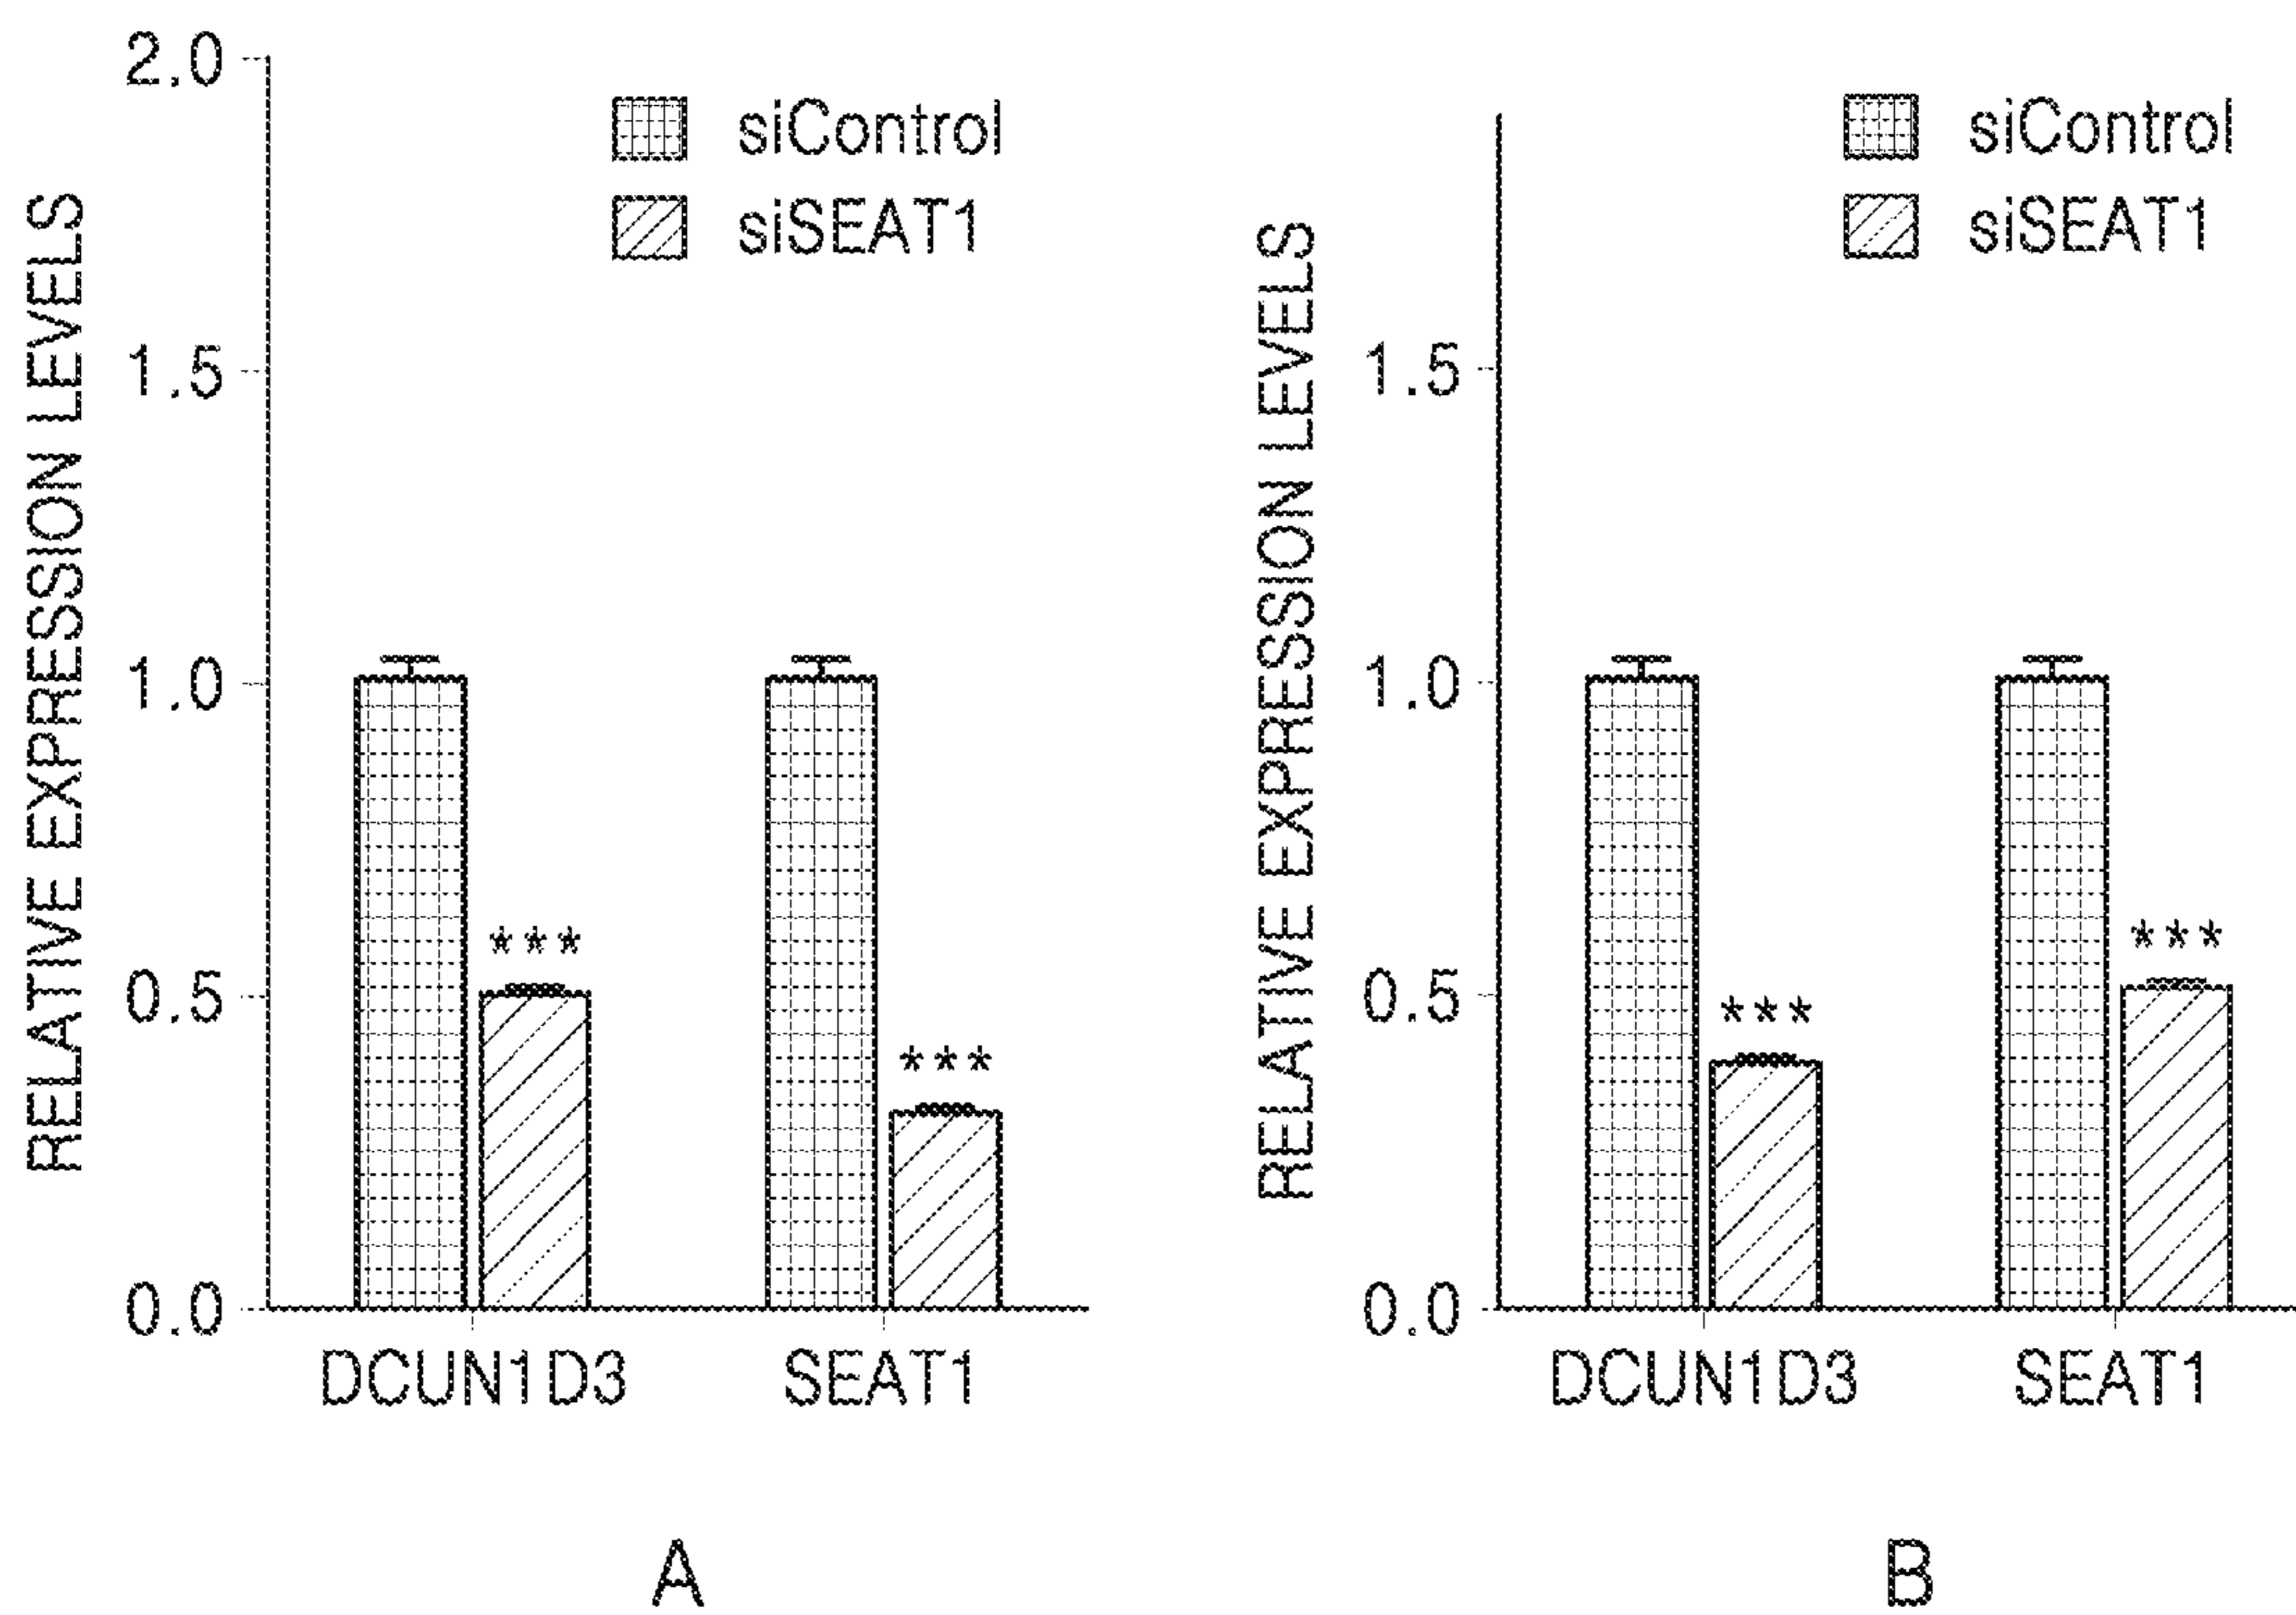 RELATIVE EXPRESSION LEVELS
2.0
1.5
1.0
0.5
0.0
siControl
siSEAT1
***
***
DCUN1D3
SEAT1
A
RELATIVE EXPRESSION LEVELS
1.5
1.0
0.5
0.0
siControl
siSEAT1
***
***
DCUN1D3
SEAT1
B